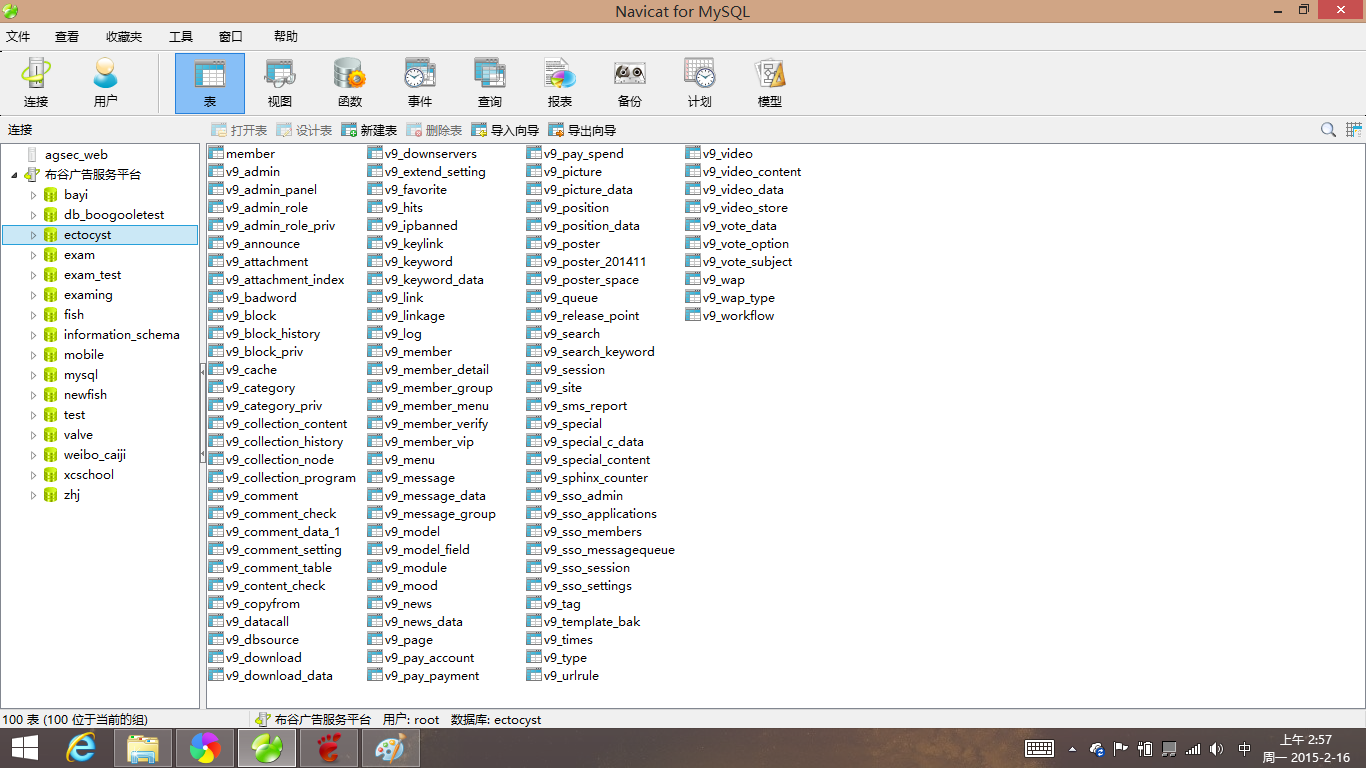 Navicat for MySQL
文件 查看 收藏夹 工具 窗口 帮助
连接 用户 表 视图 函数 事件 查询 报表 备份 计划 模型
连接 打开表 设计表 新建表 删除表 导入向导 导出向导
agsec_web
布谷广告服务平台
bayi
db_boogooletest
ectocyst
exam
exam_test
examing
fish
information_schema
mobile
mysql
newfish
test
valve
weibo_caiji
xcschool
zhj
member
v9_admin
v9_admin_panel
v9_admin_role
v9_admin_role_priv
v9_announce
v9_attachment
v9_attachment_index
v9_badword
v9_block
v9_block_history
v9_block_priv
v9_cache
v9_category
v9_category_priv
v9_collection_content
v9_collection_history
v9_collection_node
v9_collection_program
v9_comment
v9_comment_check
v9_comment_data_1
v9_comment_setting
v9_comment_table
v9_content_check
v9_copyfrom
v9_datacall
v9_dbsource
v9_download
v9_download_data
v9_downservers
v9_extend_setting
v9_favorite
v9_hits
v9_ipbanned
v9_keylink
v9_keyword
v9_keyword_data
v9_link
v9_linkage
v9_log
v9_member
v9_member_detail
v9_member_group
v9_member_menu
v9_member_verify
v9_member_vip
v9_menu
v9_message
v9_message_data
v9_message_group
v9_model
v9_model_field
v9_module
v9_mood
v9_news
v9_news_data
v9_page
v9_pay_account
v9_pay_payment
v9_pay_spend
v9_picture
v9_picture_data
v9_position
v9_position_data
v9_poster
v9_poster_201411
v9_poster_space
v9_queue
v9_release_point
v9_search
v9_search_keyword
v9_session
v9_site
v9_sms_report
v9_special
v9_special_c_data
v9_special_content
v9_sphinx_counter
v9_sso_admin
v9_sso_applications
v9_sso_members
v9_sso_messagequeue
v9_sso_session
v9_sso_settings
v9_tag
v9_template_bak
v9_times
v9_type
v9_urlrule
v9_video
v9_video_content
v9_video_data
v9_video_store
v9_vote_data
v9_vote_option
v9_vote_subject
v9_wap
v9_wap_type
v9_workflow
100 表 (100 位于当前的组) 布谷广告服务平台 用户: root 数据库: ectocyst
中
上午 2:57
周一 2015-2-16